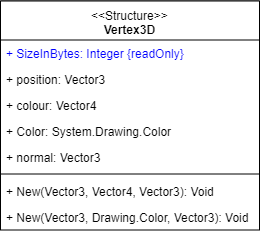 <<Structure>>
Vertex3D
+ SizeInBytes: Integer {readOnly}
+ position: Vector3
+ colour: Vector4
+ Color: System.Drawing.Color
+ normal: Vector3
+ New(Vector3, Vector4, Vector3): Void
+ New(Vector3, Drawing.Color, Vector3): Void